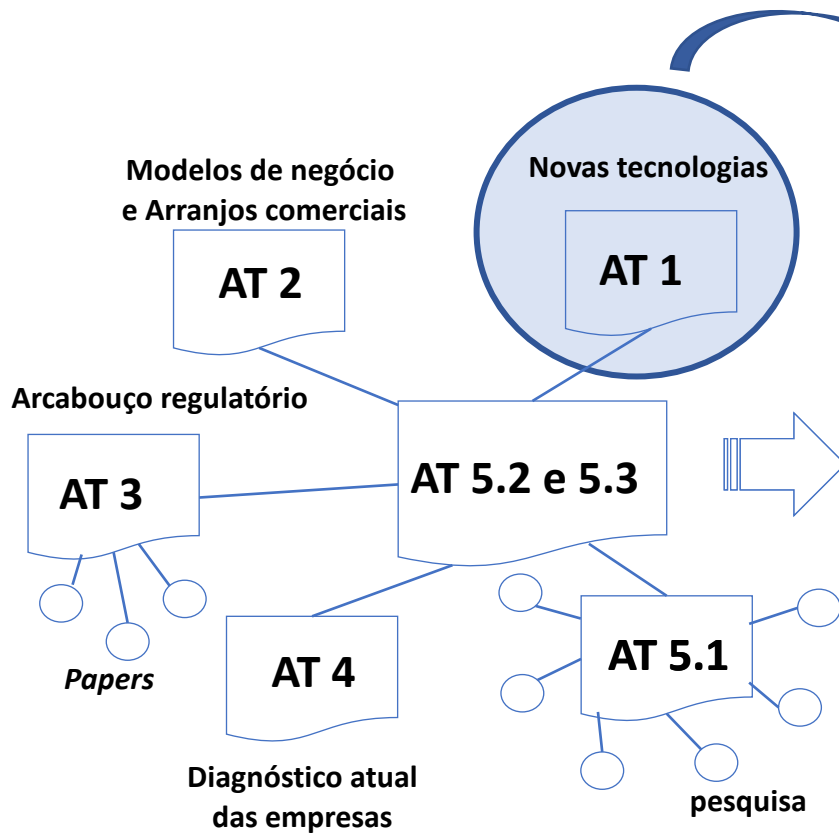 Modelos de negócio
e Arranjos comerciais
AT 2
Novas tecnologias
AT 1
Arcabouço regulatório
AT 3
Papers
AT 5.2 e 5.3
AT 4
Diagnóstico atual
das empresas
AT 5.1
pesquisa